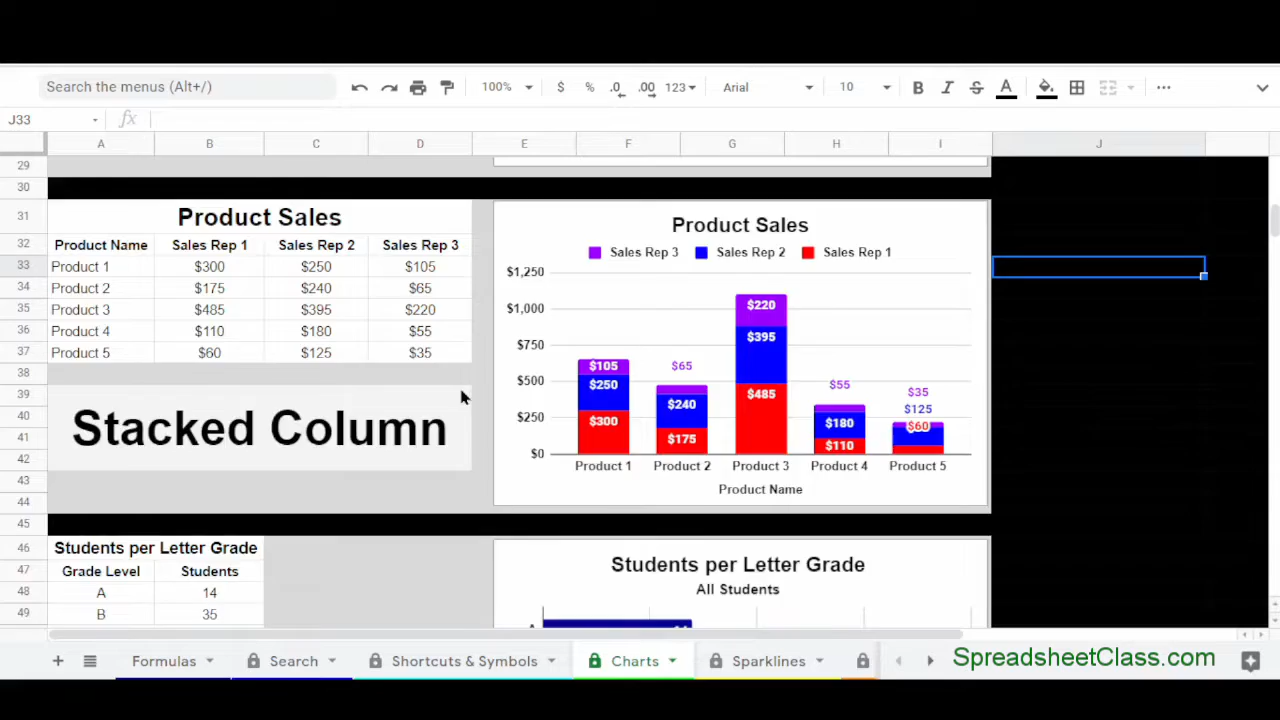 Search the menus (Alt+/)
100%
$ % .0 .00 123
Arial
10
B I S A
J33
fx
A B C D E F G H I J
29
30
31 Product Sales
32 Product Name Sales Rep 1 Sales Rep 2 Sales Rep 3
33 Product 1 $300 $250 $105
34 Product 2 $175 $240 $65
35 Product 3 $485 $395 $220
36 Product 4 $110 $180 $55
37 Product 5 $60 $125 $35
38
39
40
41
42
43
44
45
Stacked Column
Product Sales
Sales Rep 3 Sales Rep 2 Sales Rep 1
$1,250
$1,000
$750
$500
$250
$0
$105
$250
$300
$65
$240
$175
$220
$395
$485
$55
$180
$110
$35
$125
$60
Product 1 Product 2 Product 3 Product 4 Product 5
Product Name
46 Students per Letter Grade
47 Grade Level Students
48 A 14
49 B 35
Students per Letter Grade
All Students
Formulas Search Shortcuts & Symbols Charts Sparklines
SpreadsheetClass.com